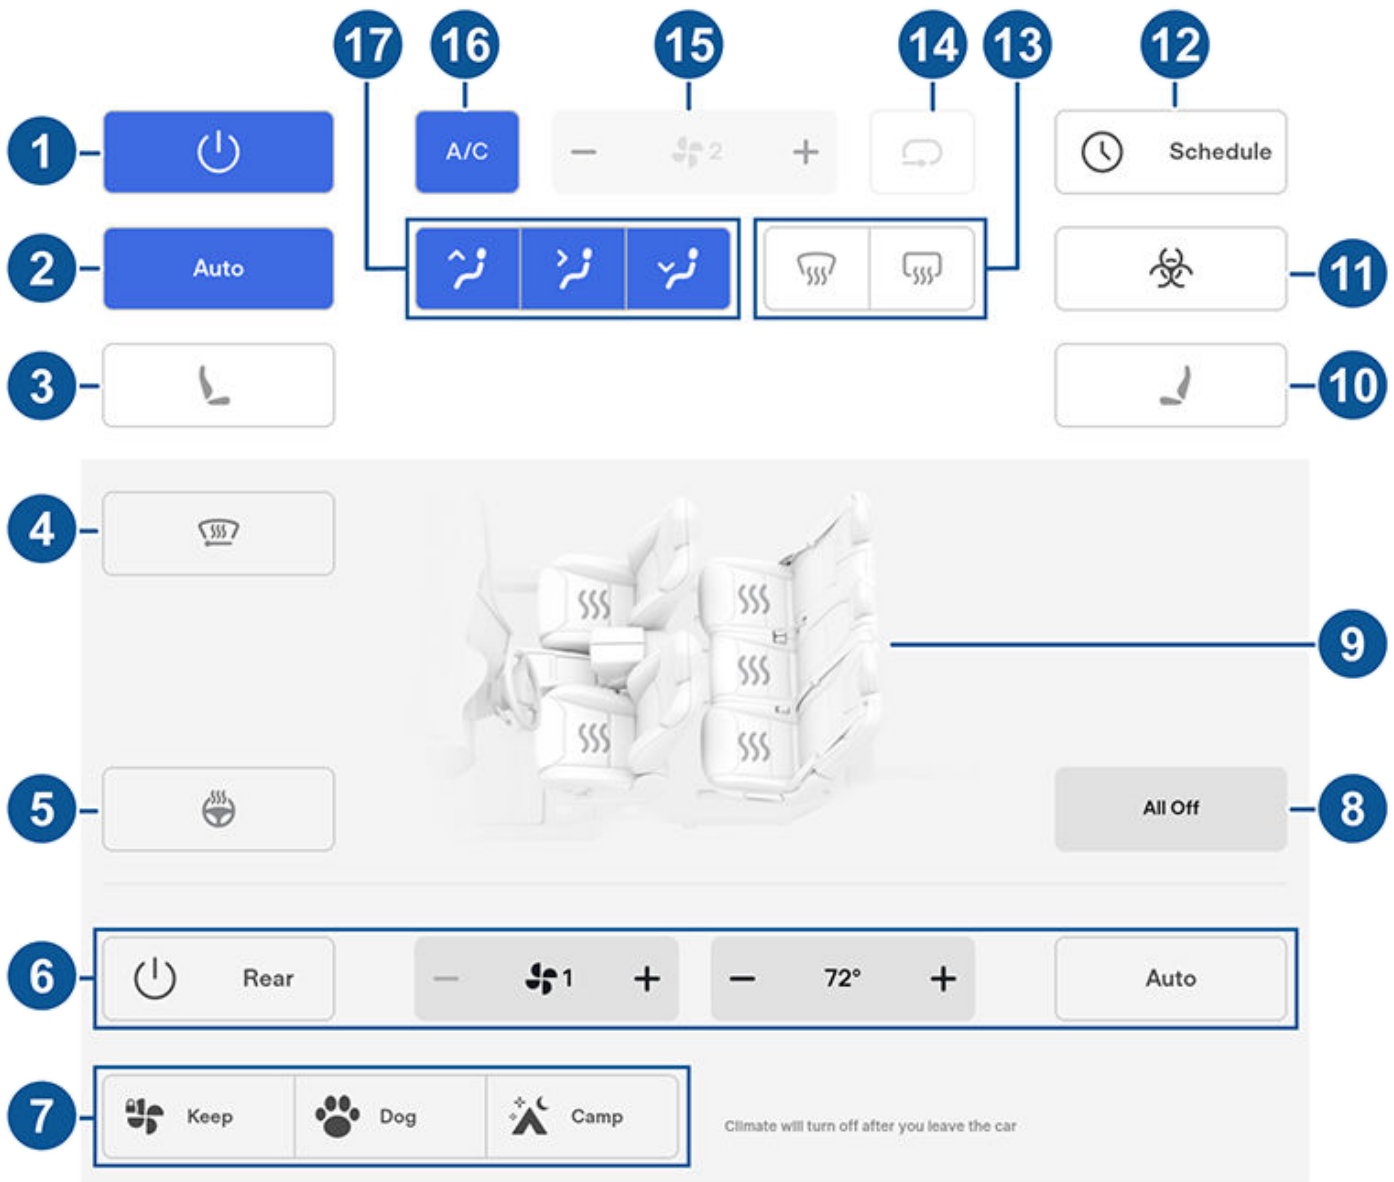 17 16 15 14 13 12
1 A/C − 2 + Schedule
2 Auto 11
3 10
4
9
5 All Off 8
6 Rear − 1 + − 72° + Auto
7 Keep Dog Camp Climate will turn off after you leave the car